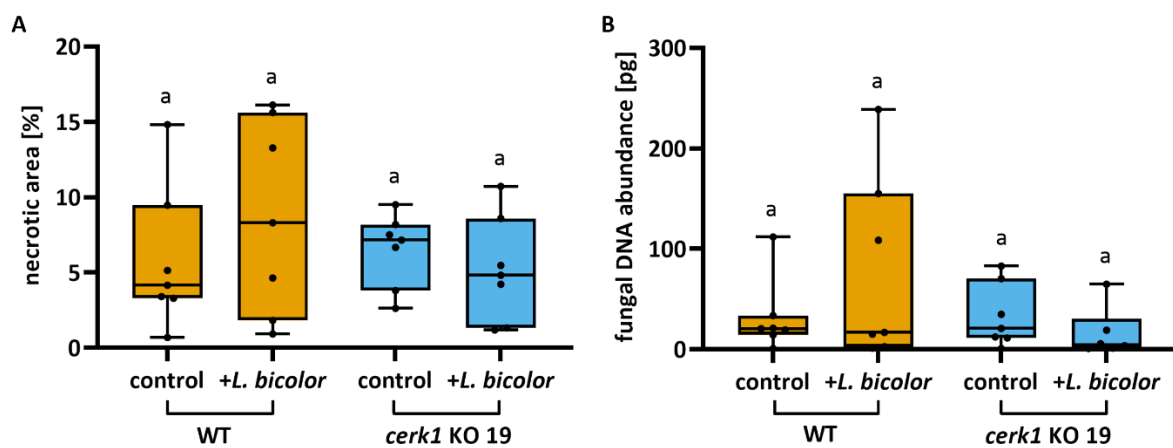 A
necrotic area [%]
20
15
10
5
0
a
a
a
a
control
+L. bicolor
control
+L. bicolor
WT
cerk1 KO 19
B
fungal DNA abundance [pg]
300
200
100
0
a
a
a
a
control
+L. bicolor
control
+L. bicolor
WT
cerk1 KO 19